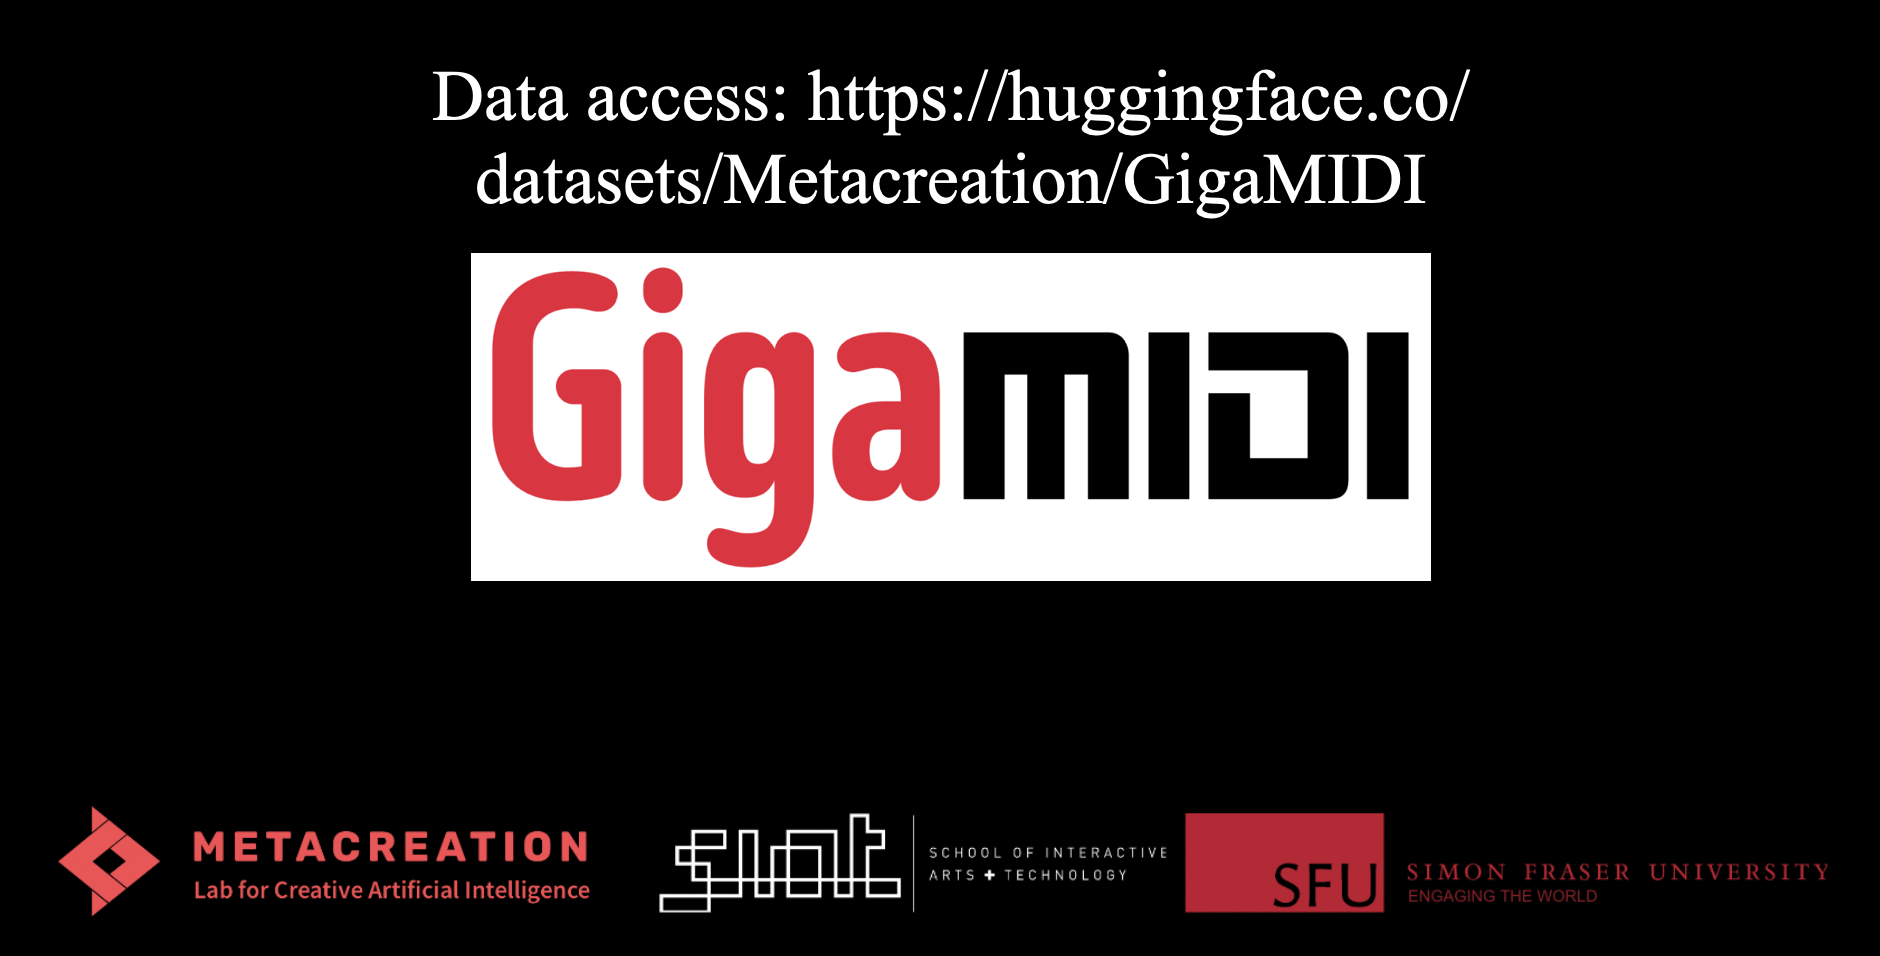 Data access: https://huggingface.co/
datasets/Metacreation/GigaMIDI
GigaMIDI
METACREATION
Lab for Creative Artificial Intelligence
siat
SCHOOL OF INTERACTIVE
ARTS + TECHNOLOGY
SFU
SIMON FRASER UNIVERSITY
ENGAGING THE WORLD